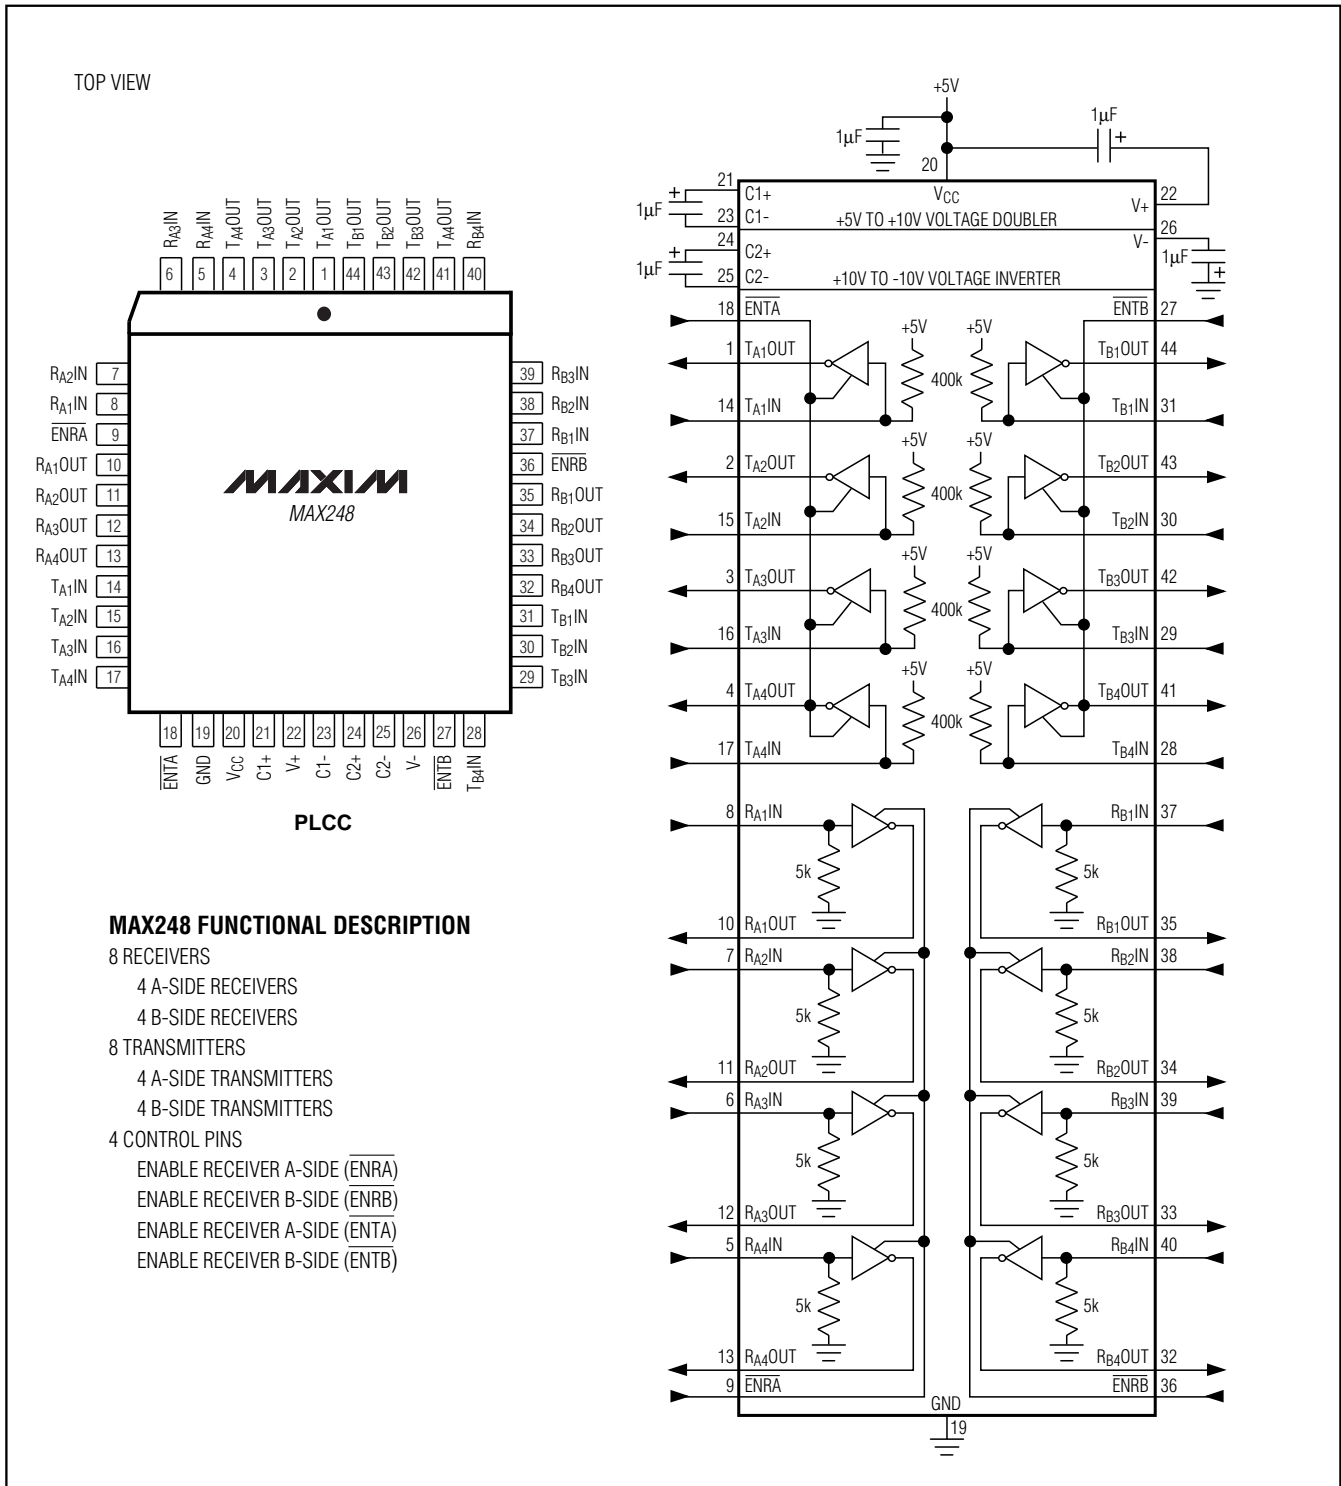 TOP VIEW
RA3IN
RA4IN
TA4OUT
TA3OUT
TA2OUT
TA1OUT
TB1OUT
TB2OUT
TB3OUT
TA4OUT
RB4IN
6 5 4 3 2 1 44 43 42 41 40
RA2IN 7
RA1IN 8
ENRA 9
RA1OUT 10
RA2OUT 11
RA3OUT 12
RA4OUT 13
TA1IN 14
TA2IN 15
TA3IN 16
TA4IN 17
MAXIM
MAX248
39 RB3IN
38 RB2IN
37 RB1IN
36 ENRB
35 RB1OUT
34 RB2OUT
33 RB3OUT
32 RB4OUT
31 TB1IN
30 TB2IN
29 TB3IN
18 19 20 21 22 23 24 25 26 27 28
ENTA
GND
VCC
C1+
V+
C1-
C2+
C2-
V-
ENTB
TB4IN
PLCC
MAX248 FUNCTIONAL DESCRIPTION
8 RECEIVERS
4 A-SIDE RECEIVERS
4 B-SIDE RECEIVERS
8 TRANSMITTERS
4 A-SIDE TRANSMITTERS
4 B-SIDE TRANSMITTERS
4 CONTROL PINS
ENABLE RECEIVER A-SIDE (ENRA)
ENABLE RECEIVER B-SIDE (ENRB)
ENABLE RECEIVER A-SIDE (ENTA)
ENABLE RECEIVER B-SIDE (ENTB)
+5V
1µF
1µF +
20
21 C1+ VCC V+ 22
+ 1µF
23 C1- +5V TO +10V VOLTAGE DOUBLER
24 C2+ V- 26
+ 1µF 1µF +
25 C2- +10V TO -10V VOLTAGE INVERTER
18 ENTA ENTB 27
+5V +5V
1 TA1OUT TB1OUT 44
400k
14 TA1IN TB1IN 31
+5V +5V
2 TA2OUT TB2OUT 43
400k
15 TA2IN TB2IN 30
+5V +5V
3 TA3OUT TB3OUT 42
400k
16 TA3IN TB3IN 29
+5V +5V
4 TA4OUT TB4OUT 41
400k
17 TA4IN TB4IN 28
8 RA1IN RB1IN 37
5k 5k
10 RA1OUT RB1OUT 35
7 RA2IN RB2IN 38
5k 5k
11 RA2OUT RB2OUT 34
6 RA3IN RB3IN 39
5k 5k
12 RA3OUT RB3OUT 33
5 RA4IN RB4IN 40
5k 5k
13 RA4OUT RB4OUT 32
9 ENRA ENRB 36
GND
19